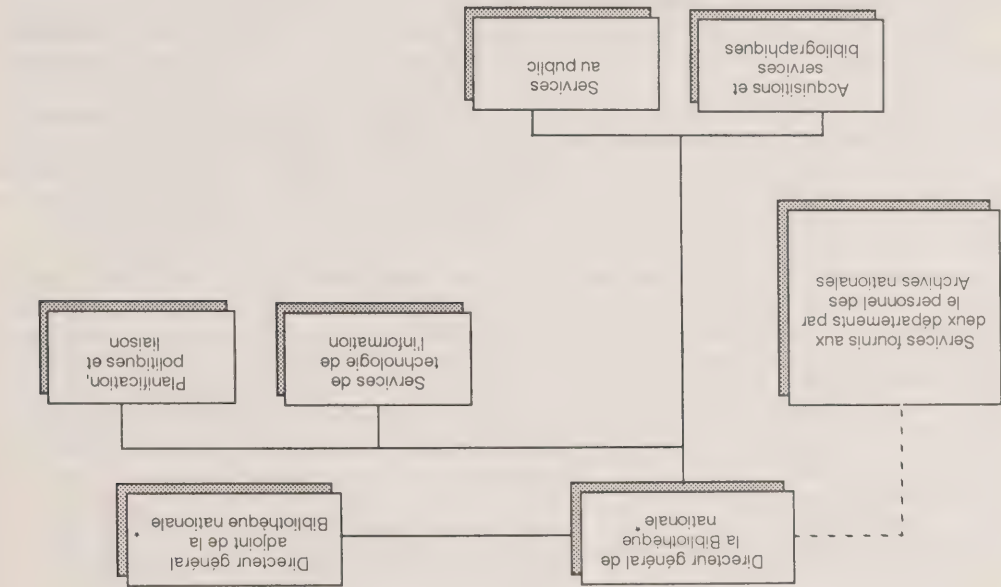 Directeur général de
la Bibliothèque
nationale*
Directeur général
adjoint de la
Bibliothèque nationale *
Services de
technologie de
l'information
Planification,
politiques et
liaison
Services fournis aux
deux départements par
le personnel des
Archives nationales
Acquisitions et
services
bibliographiques
Services
au public